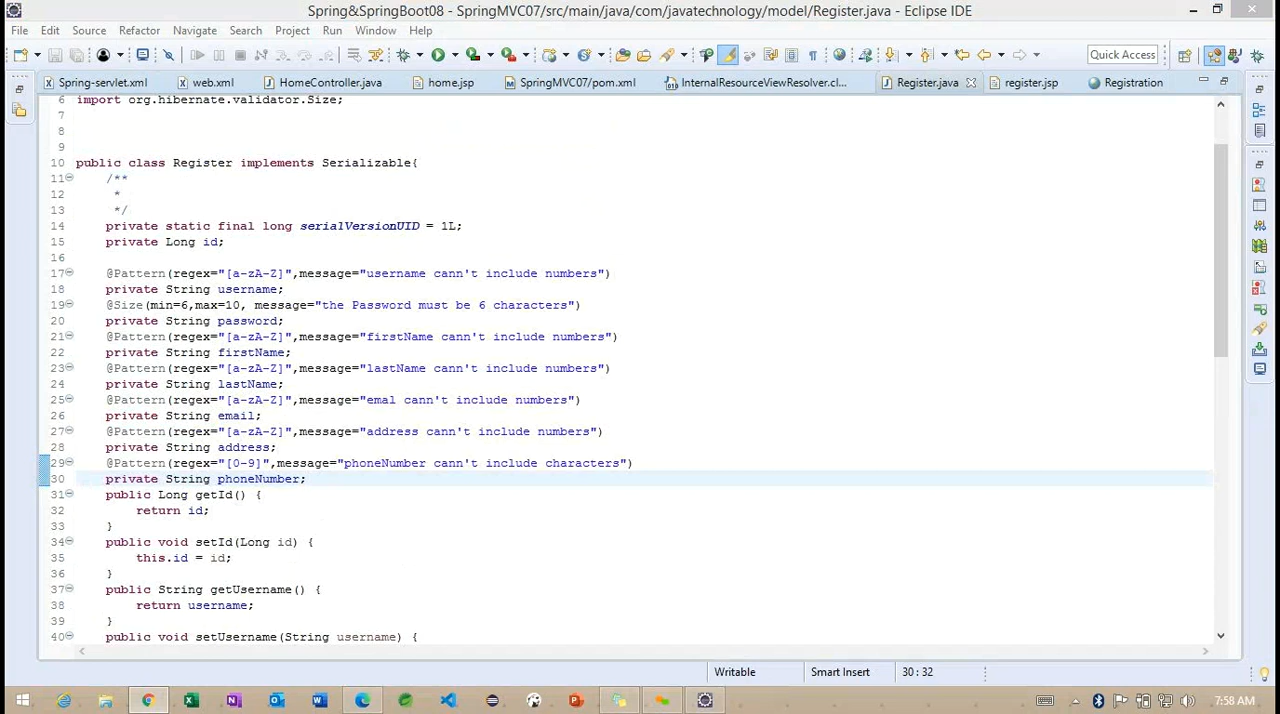 Spring&SpringBoot08 - SpringMVC07/src/main/java/com/javatechnology/model/Register.java - Eclipse IDE
File Edit Source Refactor Navigate Search Project Run Window Help
Quick Access
Spring-servlet.xml web.xml HomeController.java home.jsp SpringMVC07/pom.xml InternalResourceViewResolver.cl... Register.java register.jsp Registration
6 import org.hibernate.validator.Size;
7
8
9
10 public class Register implements Serializable{
11 /**
12 *
13 */
14 private static final long serialVersionUID = 1L;
15 private Long id;
16
17 @Pattern(regex="[a-zA-Z]",message="username cann't include numbers")
18 private String username;
19 @Size(min=6,max=10, message="the Password must be 6 characters")
20 private String password;
21 @Pattern(regex="[a-zA-Z]",message="firstName cann't include numbers")
22 private String firstName;
23 @Pattern(regex="[a-zA-Z]",message="lastName cann't include numbers")
24 private String lastName;
25 @Pattern(regex="[a-zA-Z]",message="emal cann't include numbers")
26 private String email;
27 @Pattern(regex="[a-zA-Z]",message="address cann't include numbers")
28 private String address;
29 @Pattern(regex="[0-9]",message="phoneNumber cann't include characters")
30 private String phoneNumber;
31 public Long getId() {
32 return id;
33 }
34 public void setId(Long id) {
35 this.id = id;
36 }
37 public String getUsername() {
38 return username;
39 }
40 public void setUsername(String username) {
Writable Smart Insert 30 : 32
7:58 AM